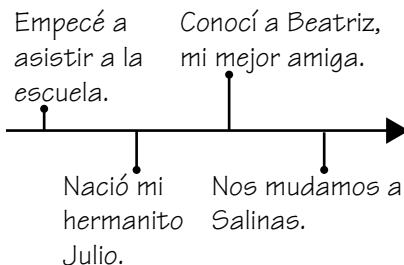 Empecé a
asistir a la
escuela.
Conocí a Beatriz,
mi mejor amiga.
Nació mi
hermanito
Julio.
Nos mudamos a
Salinas.